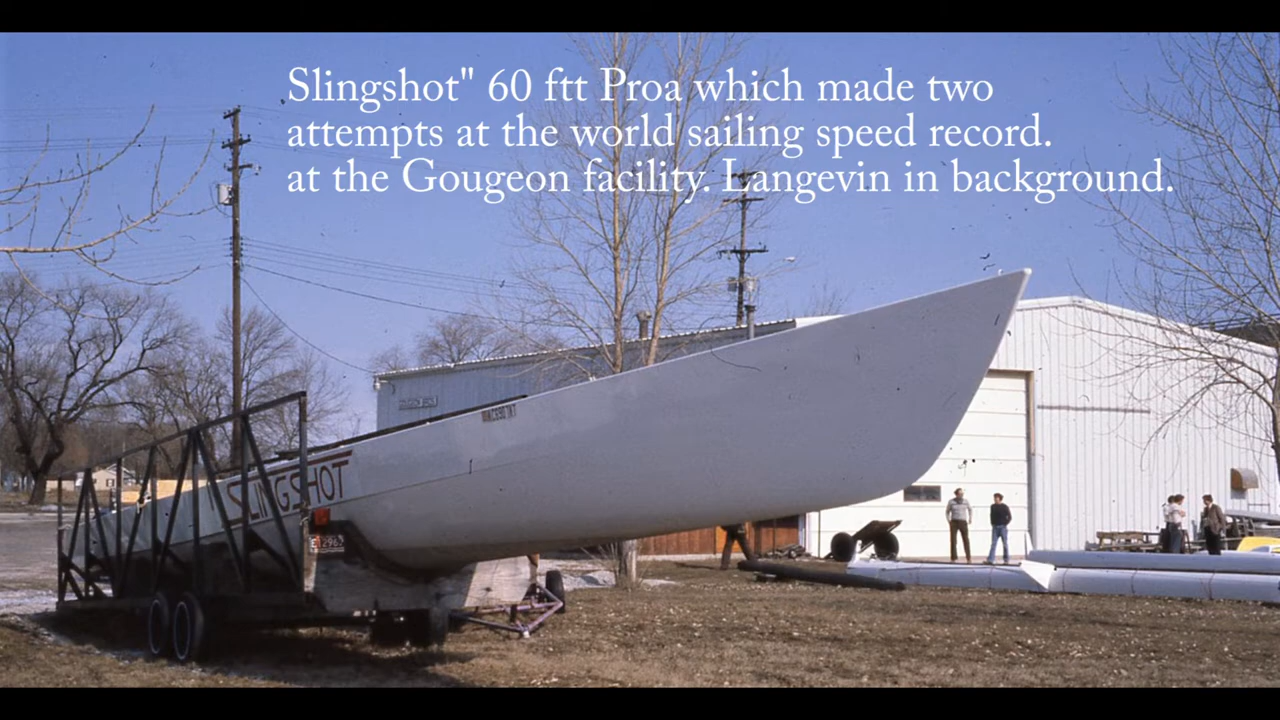 Slingshot" 60 ftt Proa which made two
attempts at the world sailing speed record.
at the Gougeon facility. Langevin in background.
SLINGSHOT